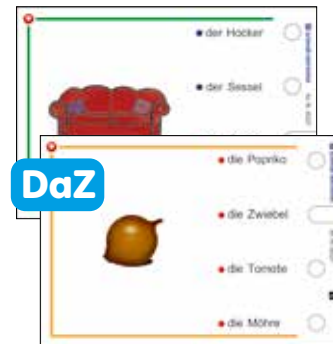 der Hocker
der Sessel
DaZ
die Paprika
die Zwiebel
die Tomate
die Möhre